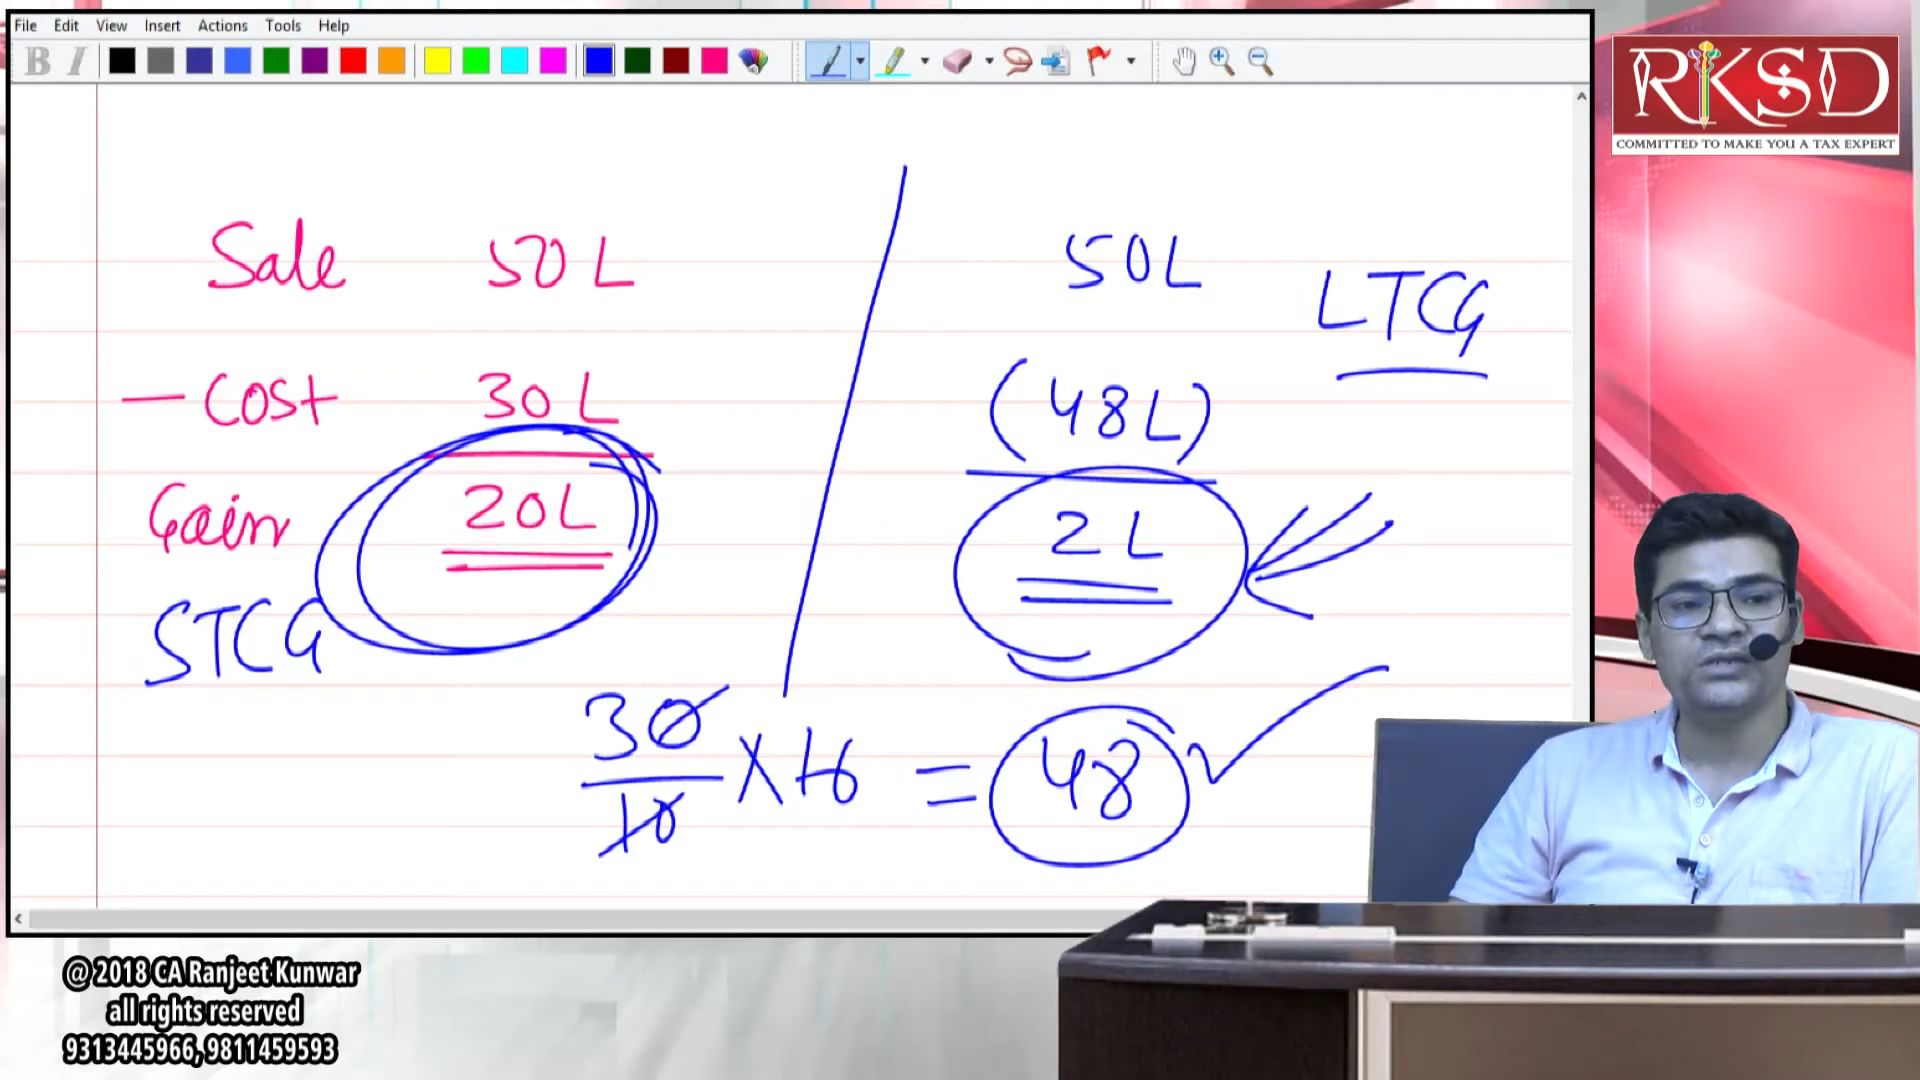 File Edit View Insert Actions Tools Help
B I
RKSD
COMMITTED TO MAKE YOU A TAX EXPERT
Sale 50 L
— Cost 30 L
Gain 20L
STCG
50L
LTCG
(48L)
2 L
30/10 X 16 = 48
@ 2018 CA Ranjeet Kunwar
all rights reserved
9313445966, 9811459593